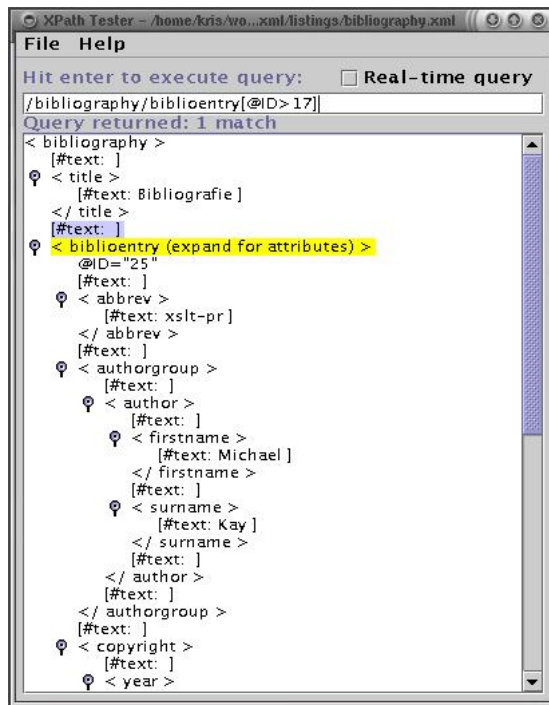 XPath Tester - /home/kris/wo...xml/listings/bibliography.xml
File Help
Hit enter to execute query: Real-time query
/bibliography/biblioentry[@ID>17]
Query returned: 1 match
< bibliography >
[#text: ]
< title >
[#text: Bibliografie ]
</ title >
[#text: ]
< biblioentry (expand for attributes) >
@ID="25"
[#text: ]
< abbrev >
[#text: xslt-pr ]
</ abbrev >
[#text: ]
< authorgroup >
[#text: ]
< author >
[#text: ]
< firstname >
[#text: Michael ]
</ firstname >
[#text: ]
< surname >
[#text: Kay ]
</ surname >
[#text: ]
</ author >
[#text: ]
</ authorgroup >
[#text: ]
< copyright >
[#text: ]
< year >